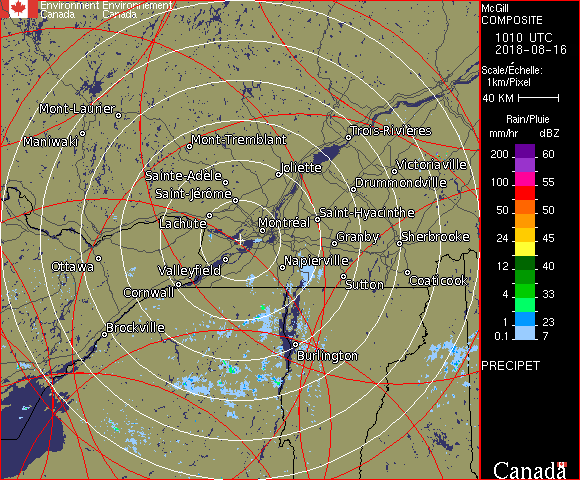 Environment Environnement
Canada Canada
McGill
COMPOSITE
1010 UTC
2018-08-16
Scale/Échelle:
1km/Pixel
40 KM
Rain/Pluie
mm/hr dBZ
200 60
100 55
50 50
24 45
12 40
4 33
1 23
0.1 7
PRECIPET
Canada
Mont-Laurier
Maniwaki
Mont-Tremblant
Trois-Rivières
Joliette
Victoriaville
Sainte-Adèle
Drummondville
Saint-Jérôme
Lachute
Saint-Hyacinthe
Montréal
Granby
Sherbrooke
Ottawa
Valleyfield
Napierville
Cornwall
Sutton
Coaticook
Brockville
Burlington